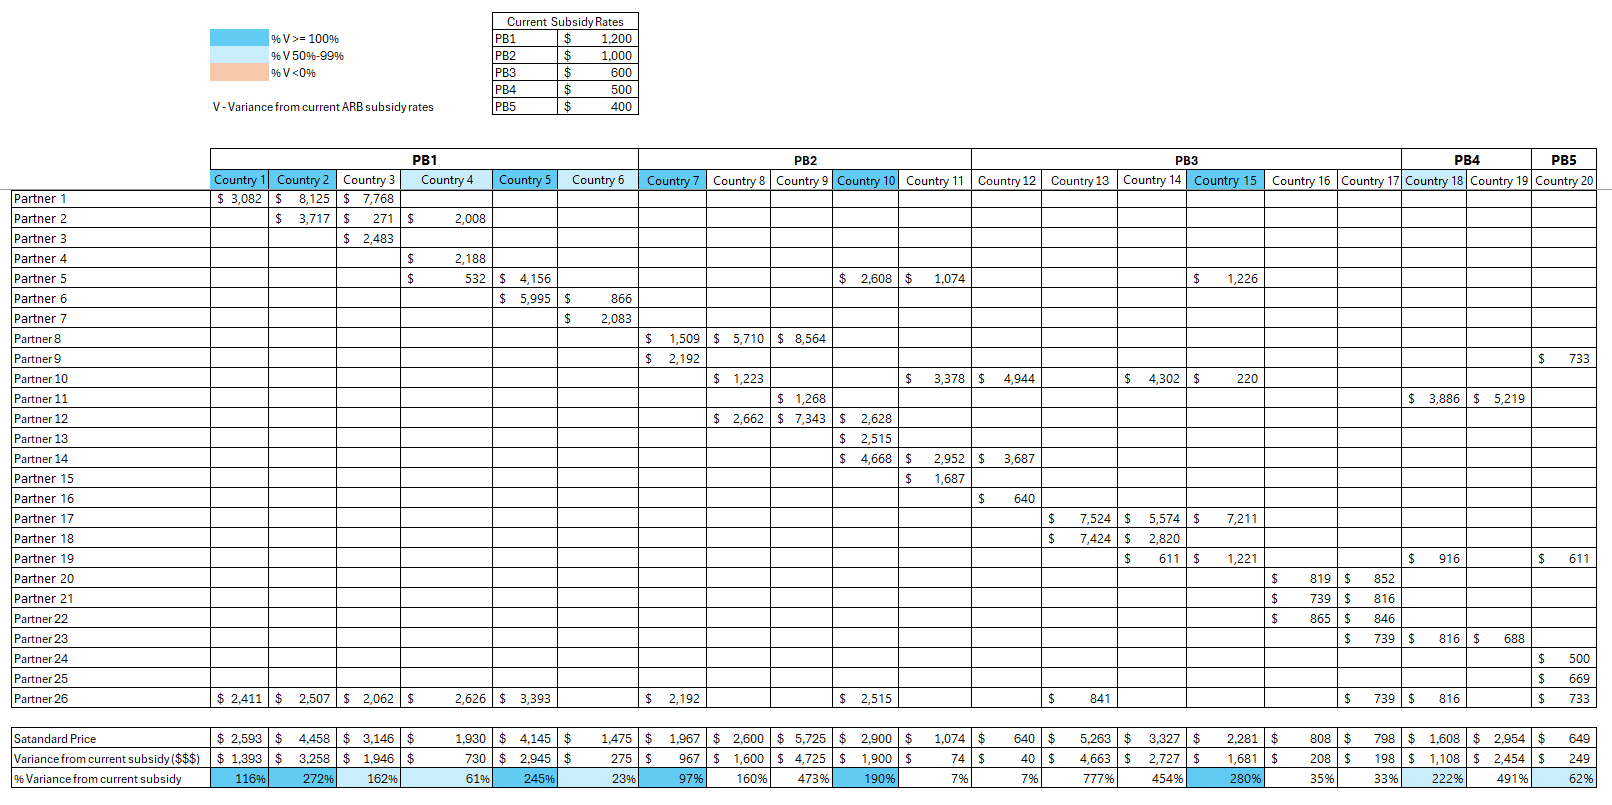 Current Subsidy Rates
%V >= 100% PB1 $ 1,200
%V 50%-99% PB2 $ 1,000
%V <0% PB3 $ 600
PB4 $ 500
V - Variance from current ARB subsidy rates PB5 $ 400
PB1 PB2 PB3 PB4 PB5
Country 1 Country 2 Country 3 Country 4 Country 5 Country 6 Country 7 Country 8 Country 9 Country 10 Country 11 Country 12 Country 13 Country 14 Country 15 Country 16 Country 17 Country 18 Country 19 Country 20
Partner 1 $ 3,082 $ 8,125 $ 7,768
Partner 2 $ 3,717 $ 271 $ 2,008
Partner 3 $ 2,483
Partner 4 $ 2,188
Partner 5 $ 532 $ 4,156 $ 2,608 $ 1,074 $ 1,226
Partner 6 $ 5,995 $ 866
Partner 7 $ 2,083
Partner 8 $ 1,509 $ 5,710 $ 8,564
Partner 9 $ 2,192 $ 733
Partner 10 $ 1,223 $ 3,378 $ 4,944 $ 4,302 $ 220
Partner 11 $ 1,268 $ 3,886 $ 5,219
Partner 12 $ 2,662 $ 7,343 $ 2,628
Partner 13 $ 2,515
Partner 14 $ 4,668 $ 2,952 $ 3,687
Partner 15 $ 1,687
Partner 16 $ 640
Partner 17 $ 7,524 $ 5,574 $ 7,211
Partner 18 $ 7,424 $ 2,820
Partner 19 $ 611 $ 1,221 $ 916 $ 611
Partner 20 $ 819 $ 852
Partner 21 $ 739 $ 816
Partner 22 $ 865 $ 846
Partner 23 $ 739 $ 816 $ 688
Partner 24 $ 500
Partner 25 $ 669
Partner 26 $ 2,411 $ 2,507 $ 2,062 $ 2,626 $ 3,393 $ 2,192 $ 2,515 $ 841 $ 739 $ 816 $ 733
Satandard Price $ 2,593 $ 4,458 $ 3,146 $ 1,930 $ 4,145 $ 1,475 $ 1,967 $ 2,600 $ 5,725 $ 2,900 $ 1,074 $ 640 $ 5,263 $ 3,327 $ 2,281 $ 808 $ 798 $ 1,608 $ 2,954 $ 649
Variance from current subsidy ($$$) $ 1,393 $ 3,258 $ 1,946 $ 730 $ 2,945 $ 275 $ 967 $ 1,600 $ 4,725 $ 1,900 $ 74 $ 40 $ 4,663 $ 2,727 $ 1,681 $ 208 $ 198 $ 1,108 $ 2,454 $ 249
% Variance from current subsidy 116% 272% 162% 61% 245% 23% 97% 160% 473% 190% 7% 7% 777% 454% 280% 35% 33% 222% 491% 62%